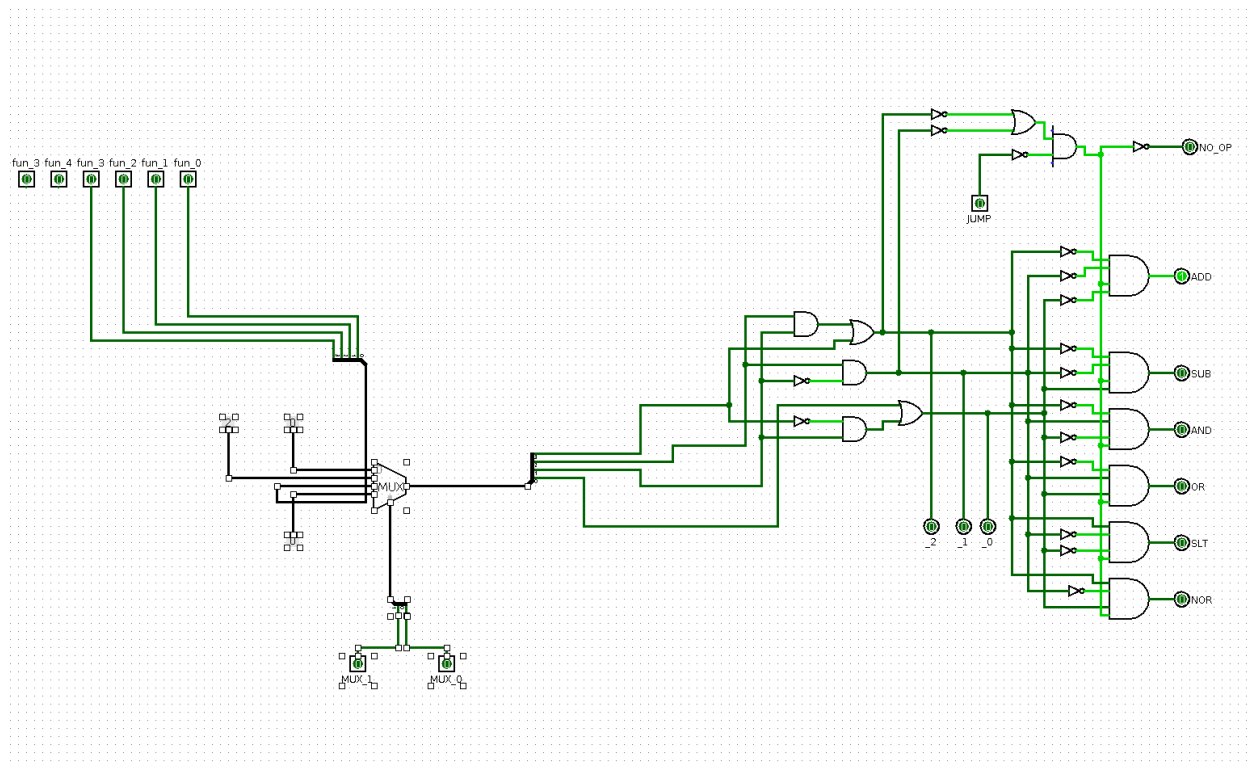 fun_3 fun_4 fun_3 fun_2 fun_1 fun_0
NO_OP
JUMP
ADD
SUB
AND
OR
SLT
NOR
MUX
_2 _1 _0
MUX_1 MUX_0